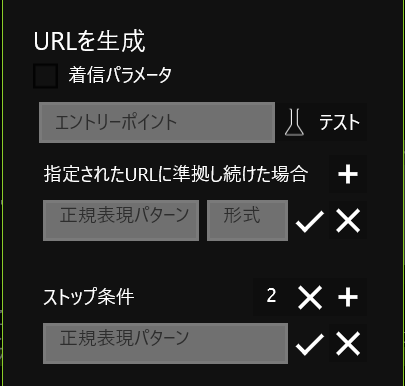 URLを生成
着信パラメータ
エントリーポイント
テスト
指定されたURLに準拠し続けた場合
正規表現パターン 形式
ストップ条件 2
正規表現パターン